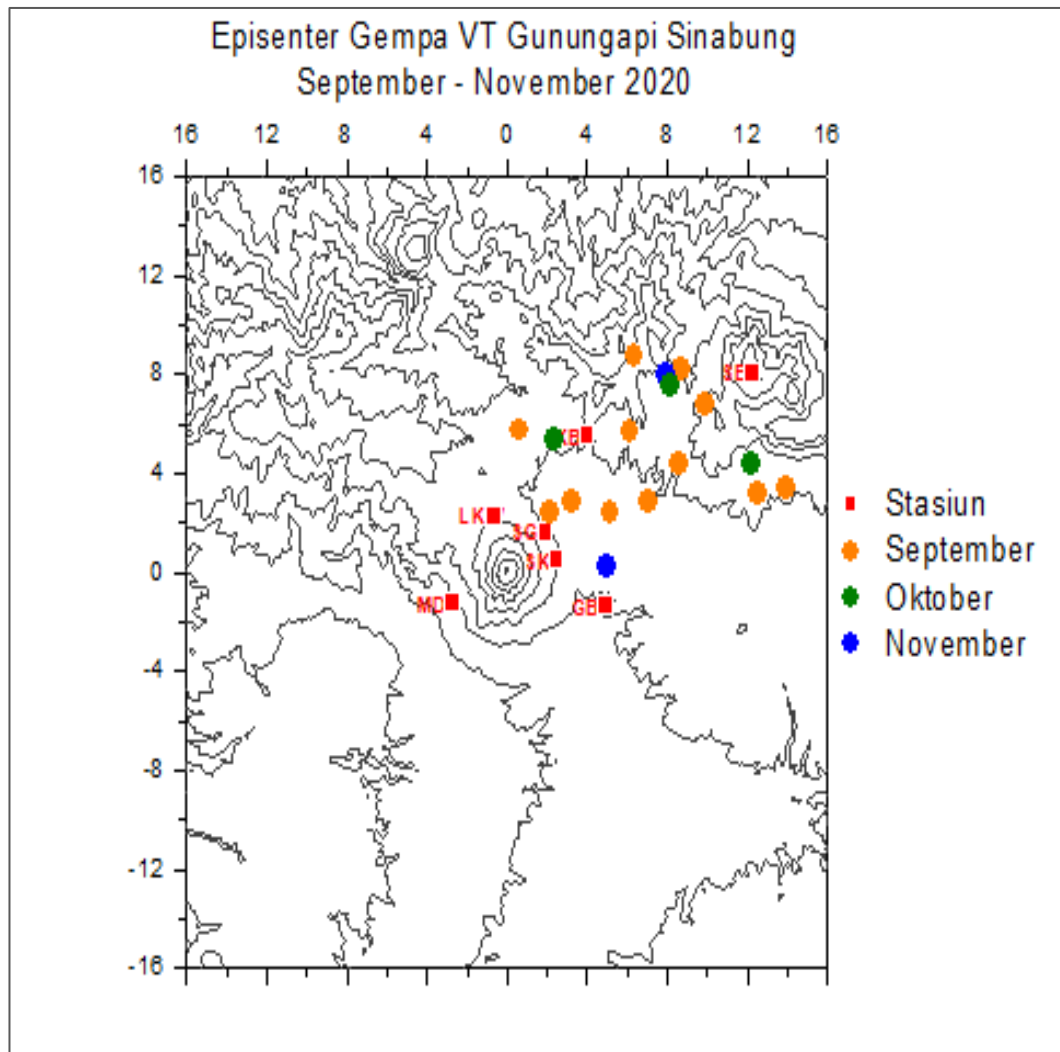 Episenter Gempa VT Gunungapi Sinabung
September - November 2020
16 12 8 4 0 4 8 12 16
16
12
8
4
0
-4
-8
-12
-16
SE
KB
LK
SG
SK
MD
GB
Stasiun
September
Oktober
November